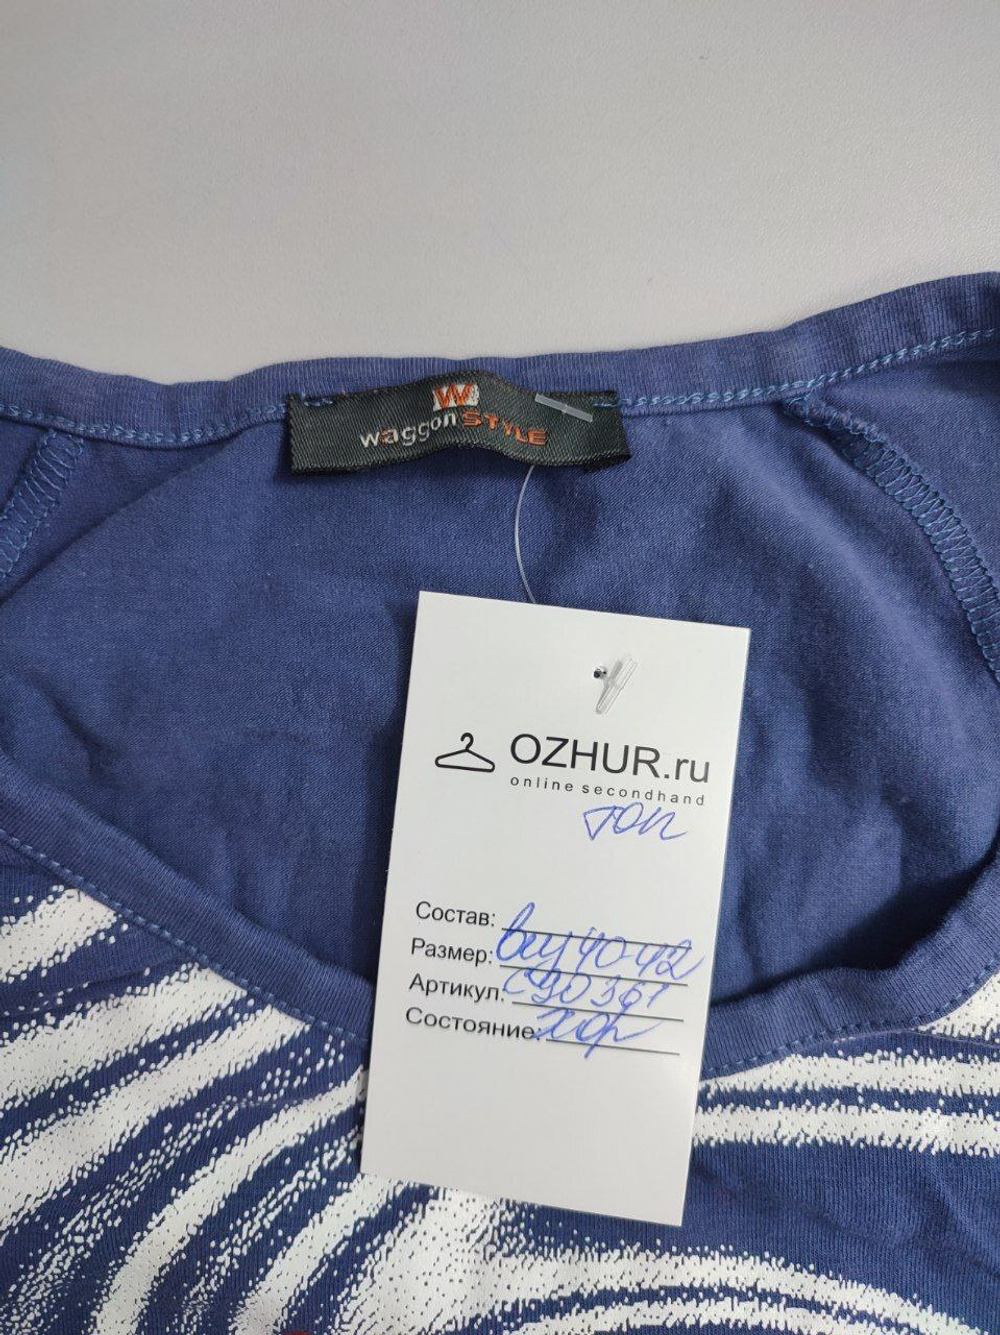 W
waggon STYLE
OZHUR.ru
online secondhand
топ
Состав:
Размер: 40-42
Артикул: С90361
Состояние: хор